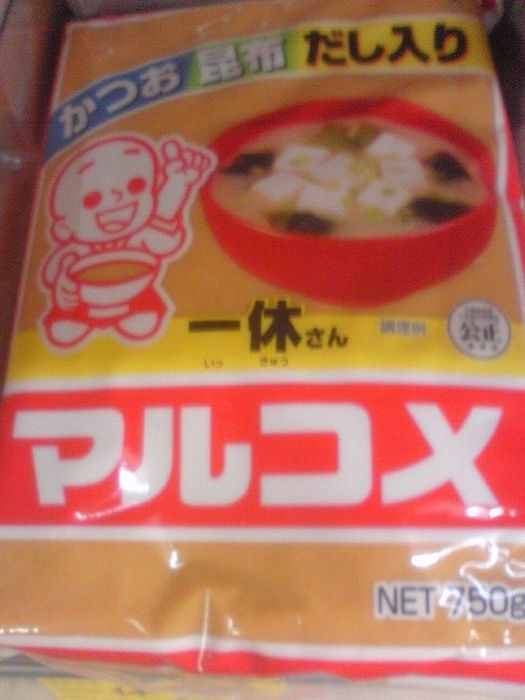 かつお 昆布 だし入り
一休さん
いっ きゅう
調理例
公正
マルコメ
NET 750g